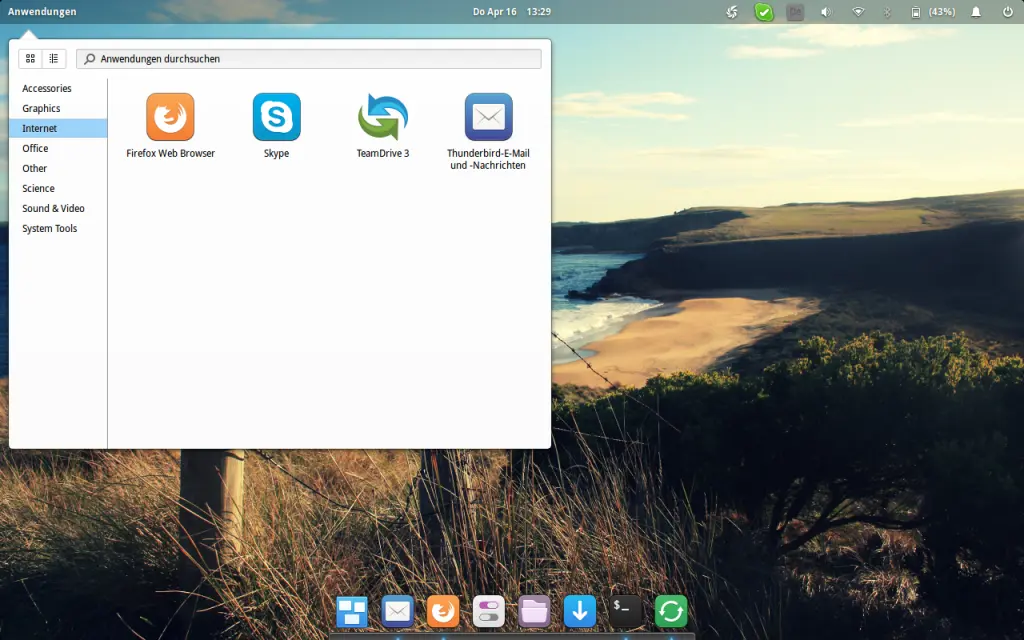 Anwendungen
Do Apr 16 13:29
De
(43%)
Anwendungen durchsuchen
Accessories
Graphics
Internet
Office
Other
Science
Sound & Video
System Tools
Firefox Web Browser
Skype
TeamDrive 3
Thunderbird-E-Mail
und -Nachrichten
$_